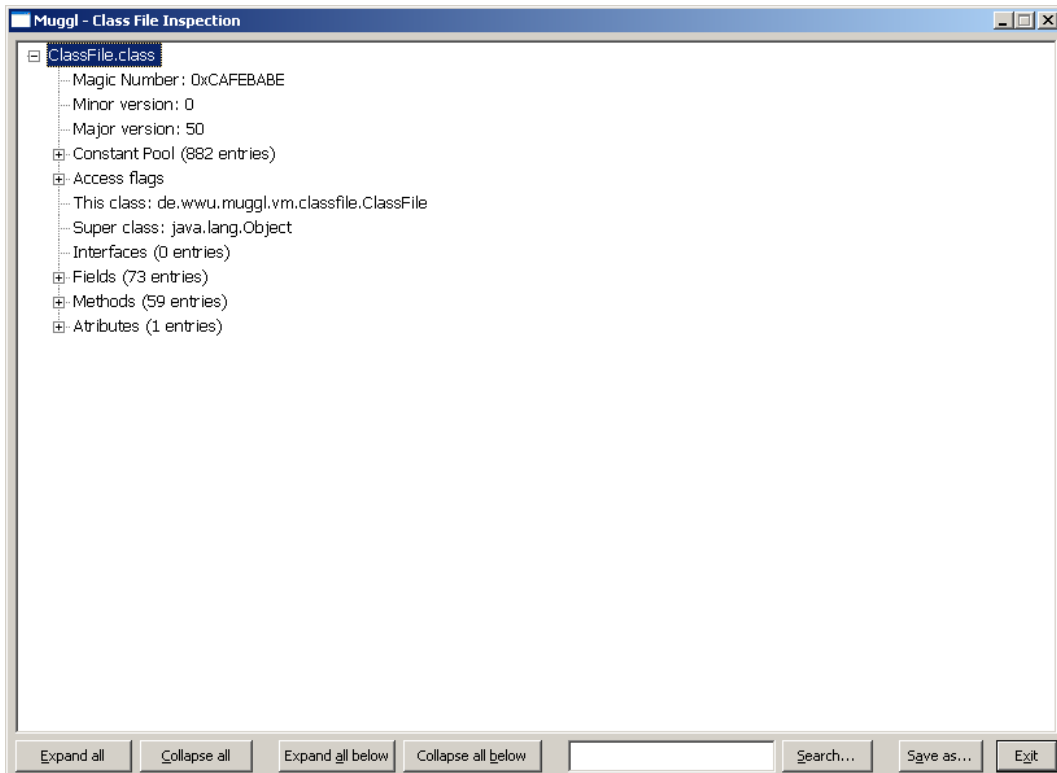 Muggl - Class File Inspection
ClassFile.class
Magic Number: 0xCAFEBABE
Minor version: 0
Major version: 50
Constant Pool (882 entries)
Access flags
This class: de.wwu.muggl.vm.classfile.ClassFile
Super class: java.lang.Object
Interfaces (0 entries)
Fields (73 entries)
Methods (59 entries)
Atributes (1 entries)
Expand all Collapse all Expand all below Collapse all below Search... Save as... Exit